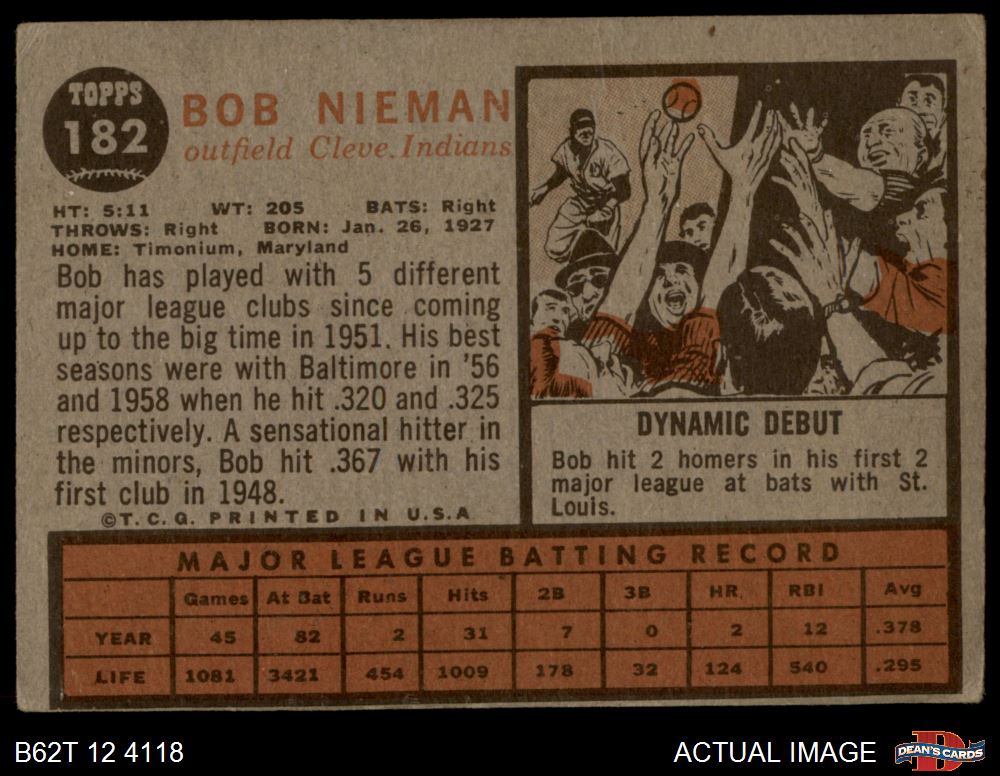 TOPPS
182
BOB NIEMAN
outfield Cleve. Indians
HT: 5:11 WT: 205 BATS: Right
THROWS: Right BORN: Jan. 26, 1927
HOME: Timonium, Maryland
Bob has played with 5 different
major league clubs since coming
up to the big time in 1951. His best
seasons were with Baltimore in '56
and 1958 when he hit .320 and .325
respectively. A sensational hitter in
the minors, Bob hit .367 with his
first club in 1948.
©T.C.G. PRINTED IN U.S.A
DYNAMIC DEBUT
Bob hit 2 homers in his first 2
major league at bats with St.
Louis.
MAJOR LEAGUE BATTING RECORD
Games At Bat Runs Hits 2B 3B HR. RBI Avg
YEAR 45 82 2 31 7 0 2 12 .378
LIFE 1081 3421 454 1009 178 32 124 540 .295
B62T 12 4118
ACTUAL IMAGE
D
DEAN'S CARDS